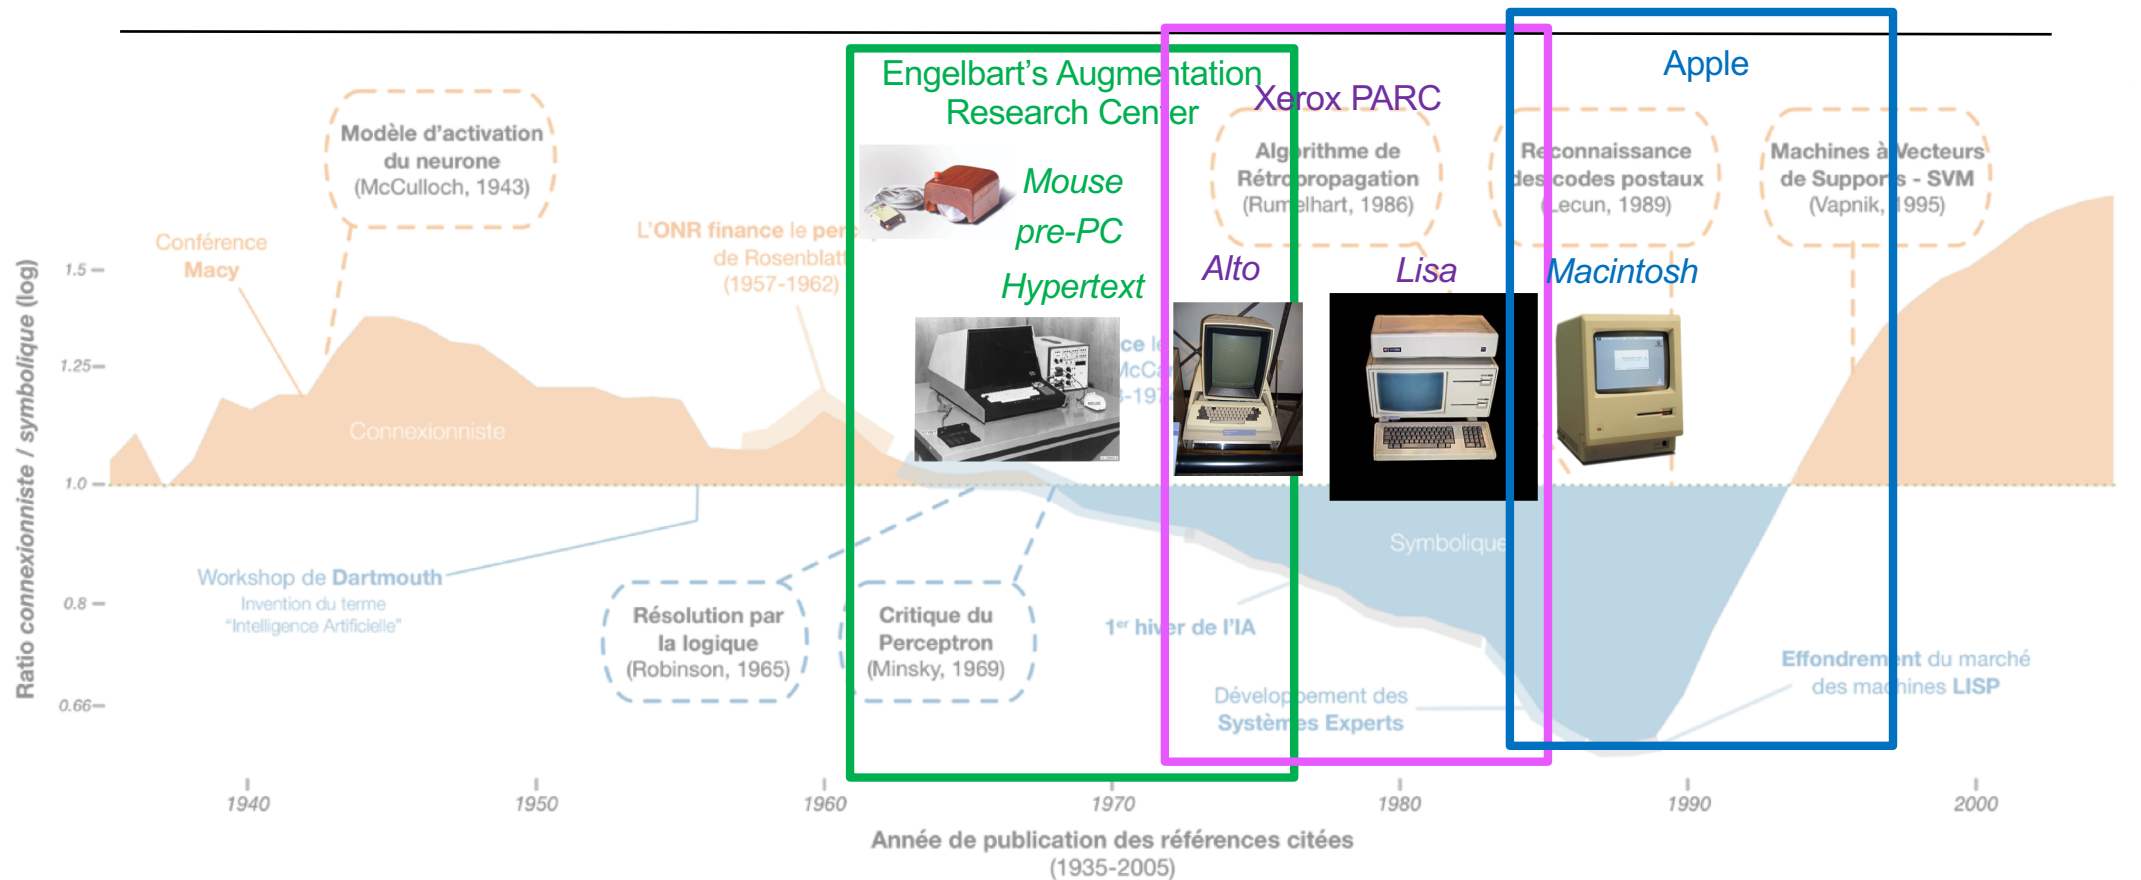 Engelbart's Augmentation
Research Center
Xerox PARC
Apple
Mouse
pre-PC
Hypertext
Alto
Lisa
Macintosh
Modèle d'activation
du neurone
(McCulloch, 1943)
Conférence
Macy
L'ONR finance le
de Rosenblatt
(1957-1962)
Algorithme de
Rétropropagation
(Rumelhart, 1986)
Reconnaissance
des codes postaux
(Lecun, 1989)
Machines à Vecteurs
de Supports - SVM
(Vapnik, 1995)
Ratio connexionniste / symbolique (log)
1.5
1.25
1.0
0.8
0.66
Connexionniste
Symbolique
Workshop de Dartmouth
Invention du terme
“Intelligence Artificielle”
Résolution par
la logique
(Robinson, 1965)
Critique du
Perceptron
(Minsky, 1969)
1er hiver de l'IA
Développement des
Systèmes Experts
Effondrement du marché
des machines LISP
1940
1950
1960
1970
1980
1990
2000
Année de publication des références citées
(1935-2005)